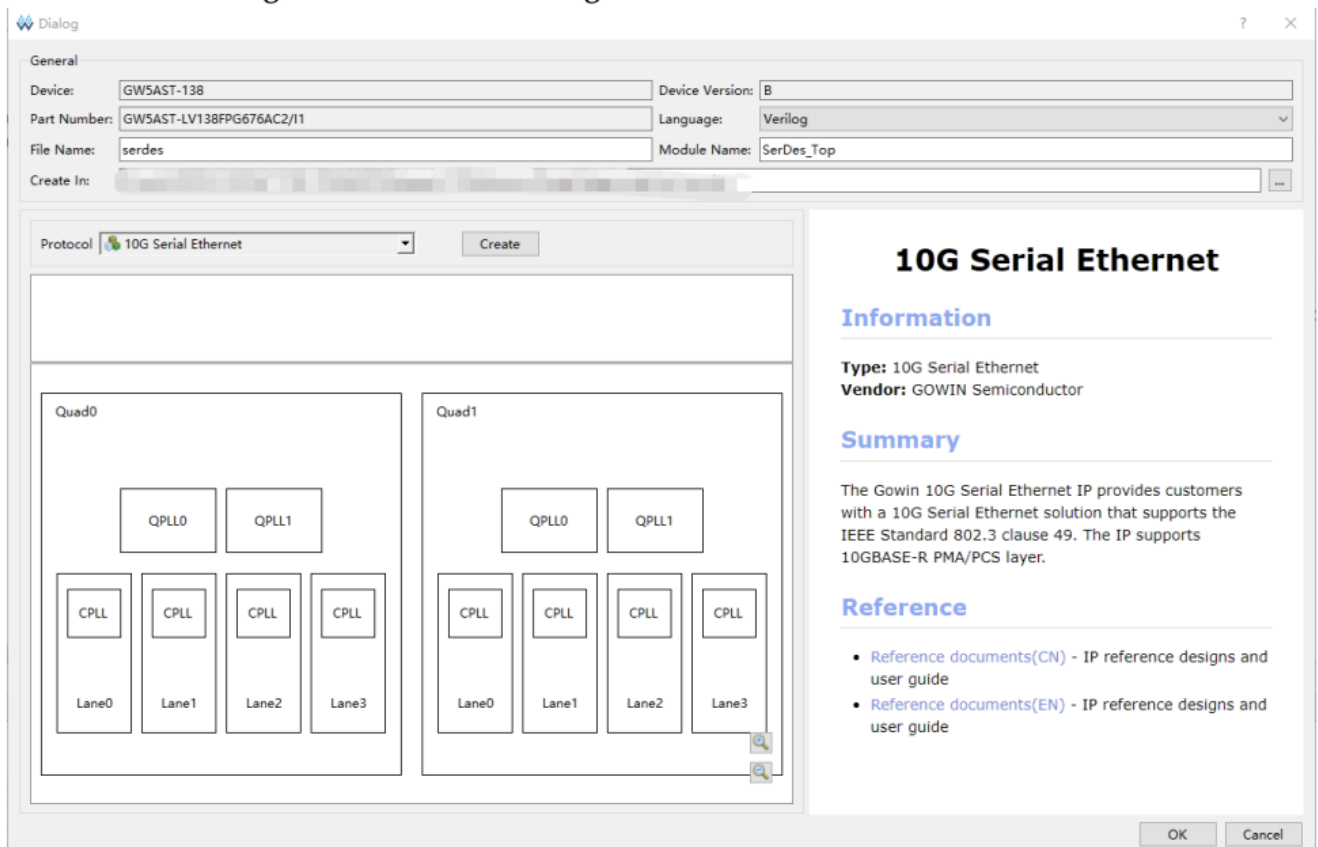 Dialog
General
Device: GW5AST-138 Device Version: B
Part Number: GW5AST-LV138FPG676AC2/I1 Language: Verilog
File Name: serdes Module Name: SerDes_Top
Create In: ...
Protocol 10G Serial Ethernet Create
Quad0
QPLL0 QPLL1
CPLL CPLL CPLL CPLL
Lane0 Lane1 Lane2 Lane3
Quad1
QPLL0 QPLL1
CPLL CPLL CPLL CPLL
Lane0 Lane1 Lane2 Lane3
10G Serial Ethernet
Information
Type: 10G Serial Ethernet
Vendor: GOWIN Semiconductor
Summary
The Gowin 10G Serial Ethernet IP provides customers
with a 10G Serial Ethernet solution that supports the
IEEE Standard 802.3 clause 49. The IP supports
10GBASE-R PMA/PCS layer.
Reference
• Reference documents(CN) - IP reference designs and
user guide
• Reference documents(EN) - IP reference designs and
user guide
OK Cancel